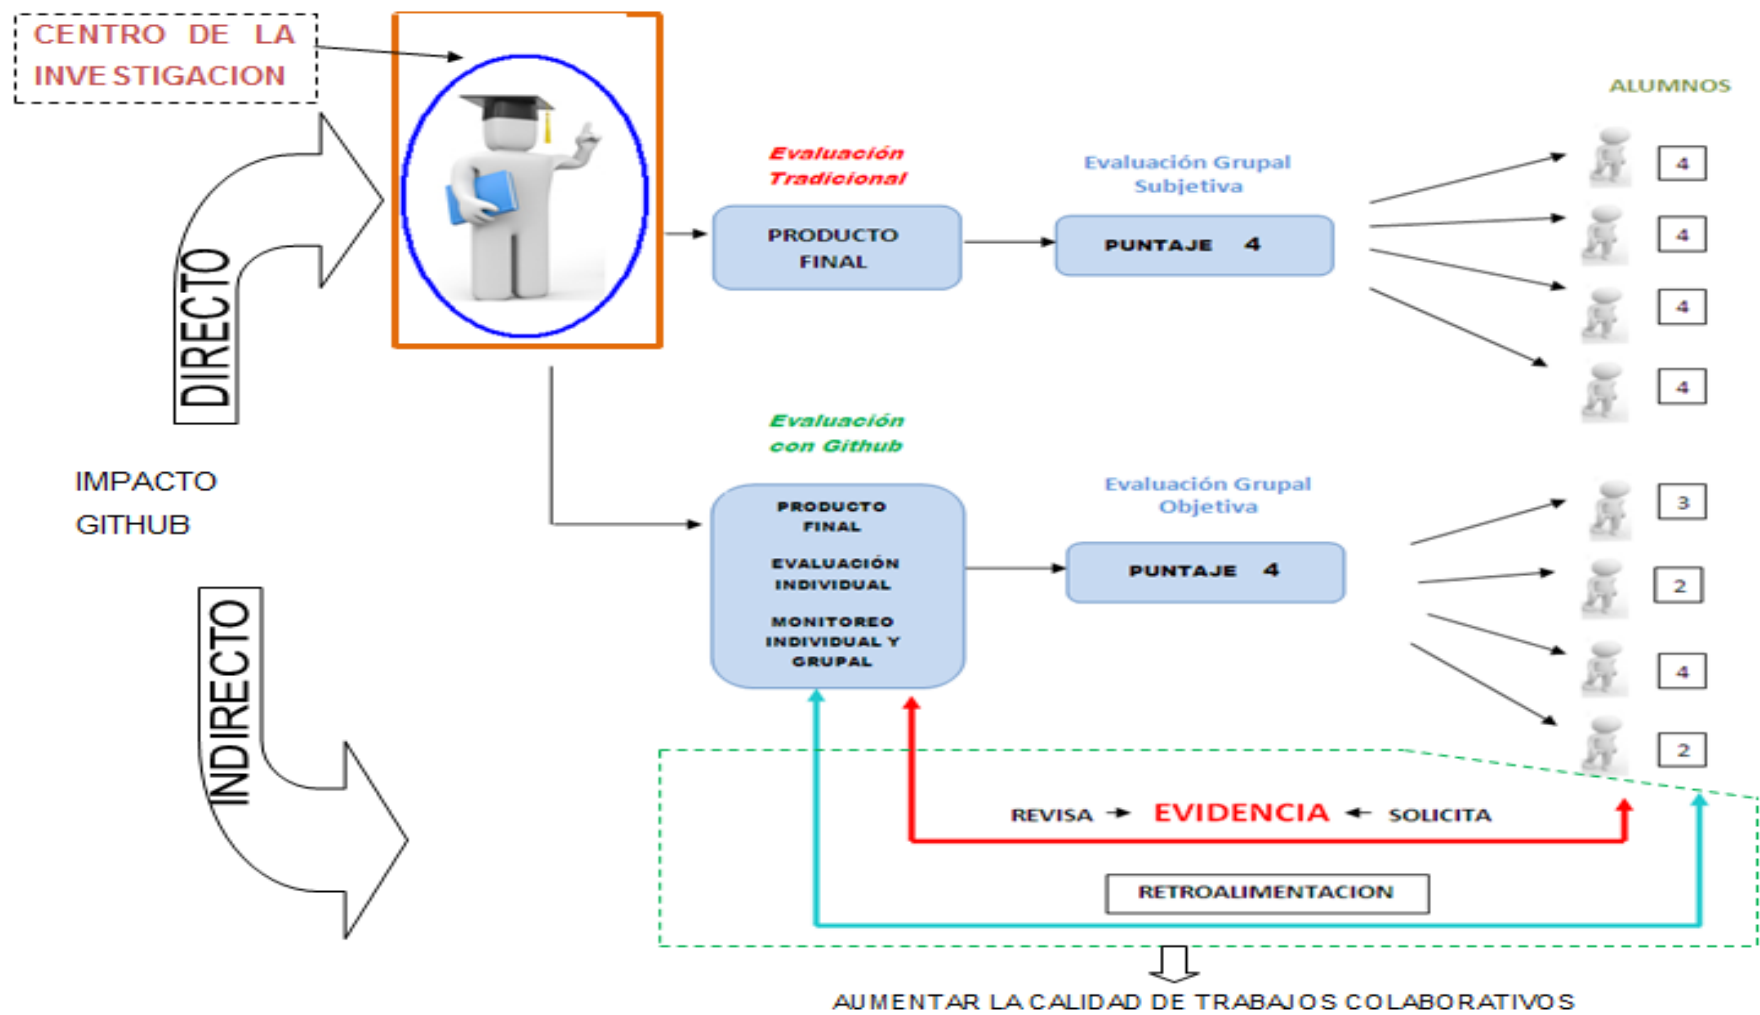 CENTRO DE LA
INVESTIGACION
DIRECTO
IMPACTO
GITHUB
INDIRECTO
Evaluación
Tradicional
PRODUCTO
FINAL
Evaluación Grupal
Subjetiva
PUNTAJE 4
ALUMNOS
4
4
4
4
Evaluación
con Github
PRODUCTO
FINAL
EVALUACIÓN
INDIVIDUAL
MONITOREO
INDIVIDUAL Y
GRUPAL
Evaluación Grupal
Objetiva
PUNTAJE 4
3
2
4
2
REVISA EVIDENCIA SOLICITA
RETROALIMENTACION
AUMENTAR LA CALIDAD DE TRABAJOS COLABORATIVOS